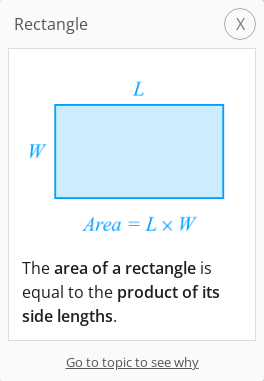 Rectangle X
L
W
Area = L × W
The area of a rectangle is
equal to the product of its
side lengths.
Go to topic to see why